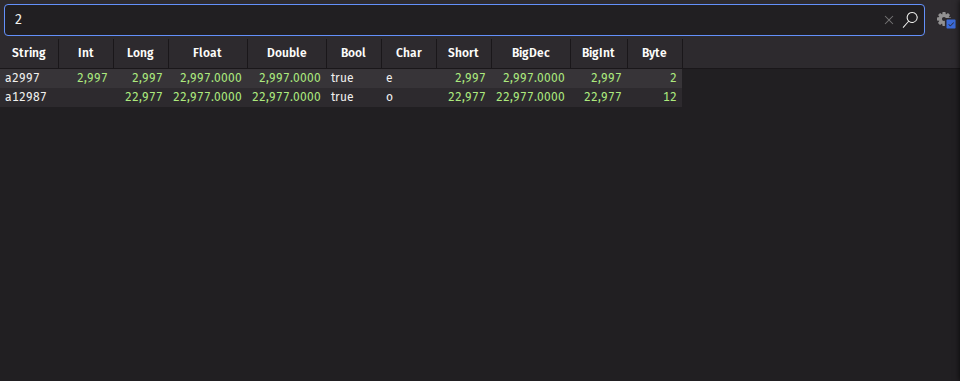 2
String Int Long Float Double Bool Char Short BigDec BigInt Byte
a2997 2,997 2,997 2,997.0000 2,997.0000 true e 2,997 2,997.0000 2,997 2
a12987 22,977 22,977.0000 22,977.0000 true o 22,977 22,977.0000 22,977 12